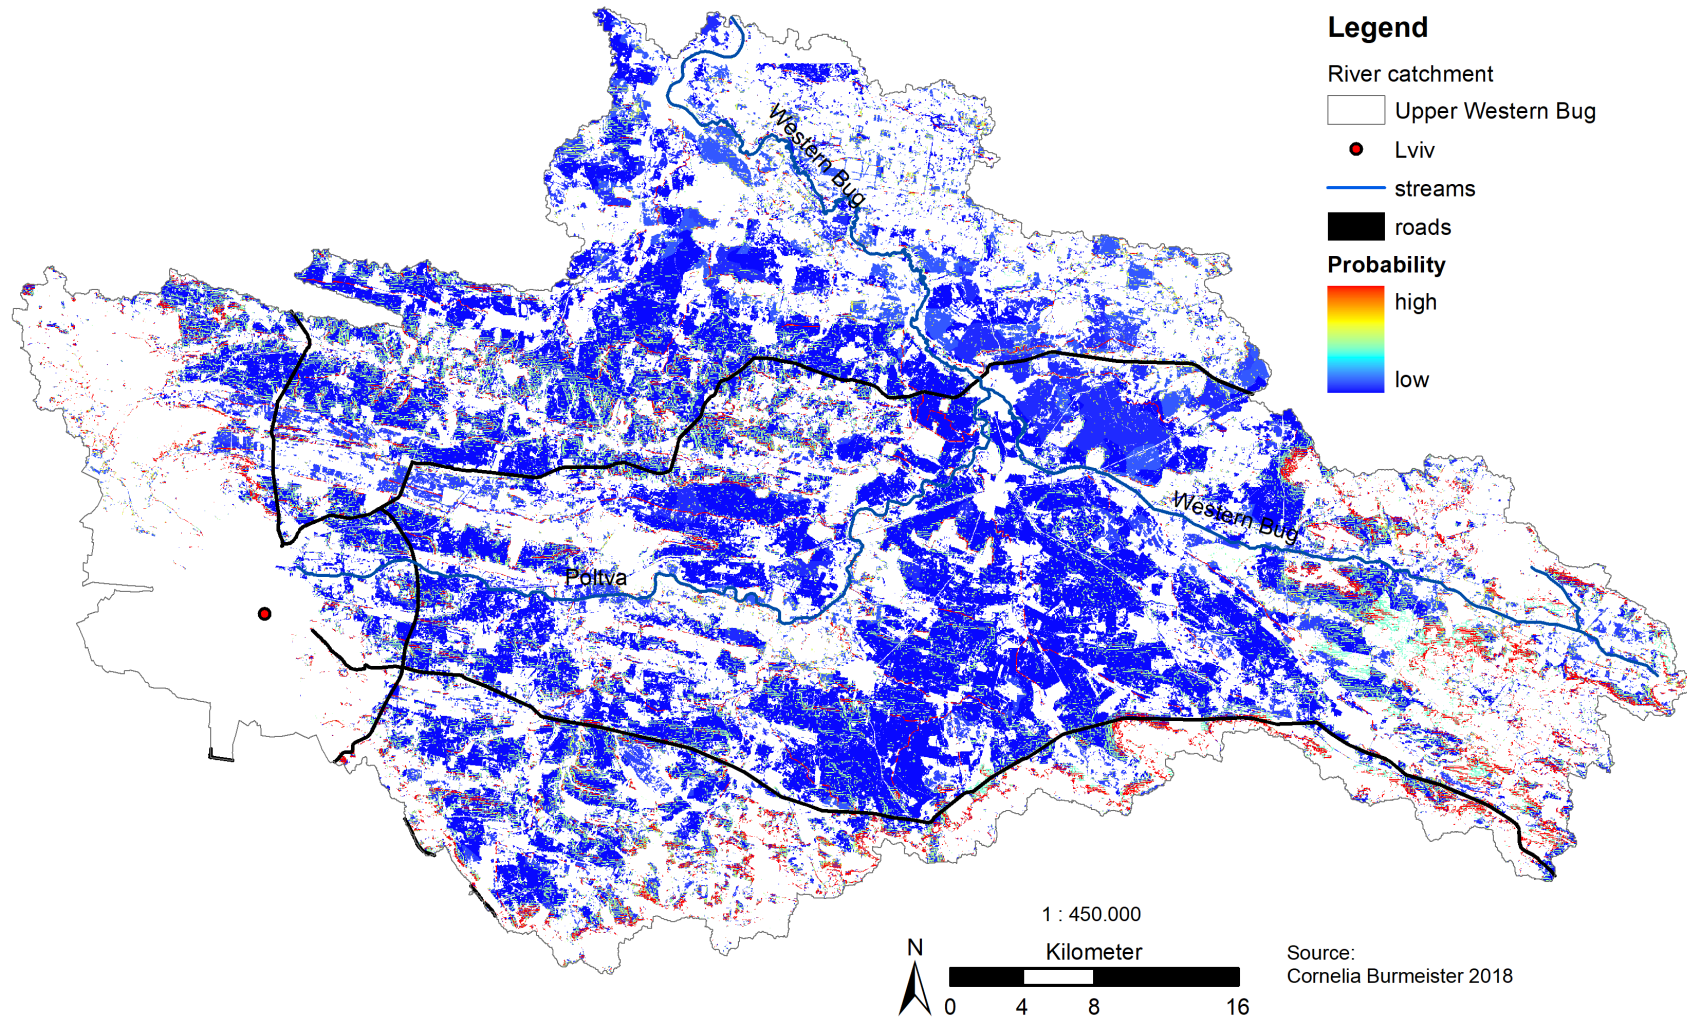 Legend
River catchment
Upper Western Bug
Lviv
streams
roads
Probability
high
low
Western Bug
Western Bug
Poltva
1 : 450.000
N
Kilometer
0 4 8 16
Source:
Cornelia Burmeister 2018